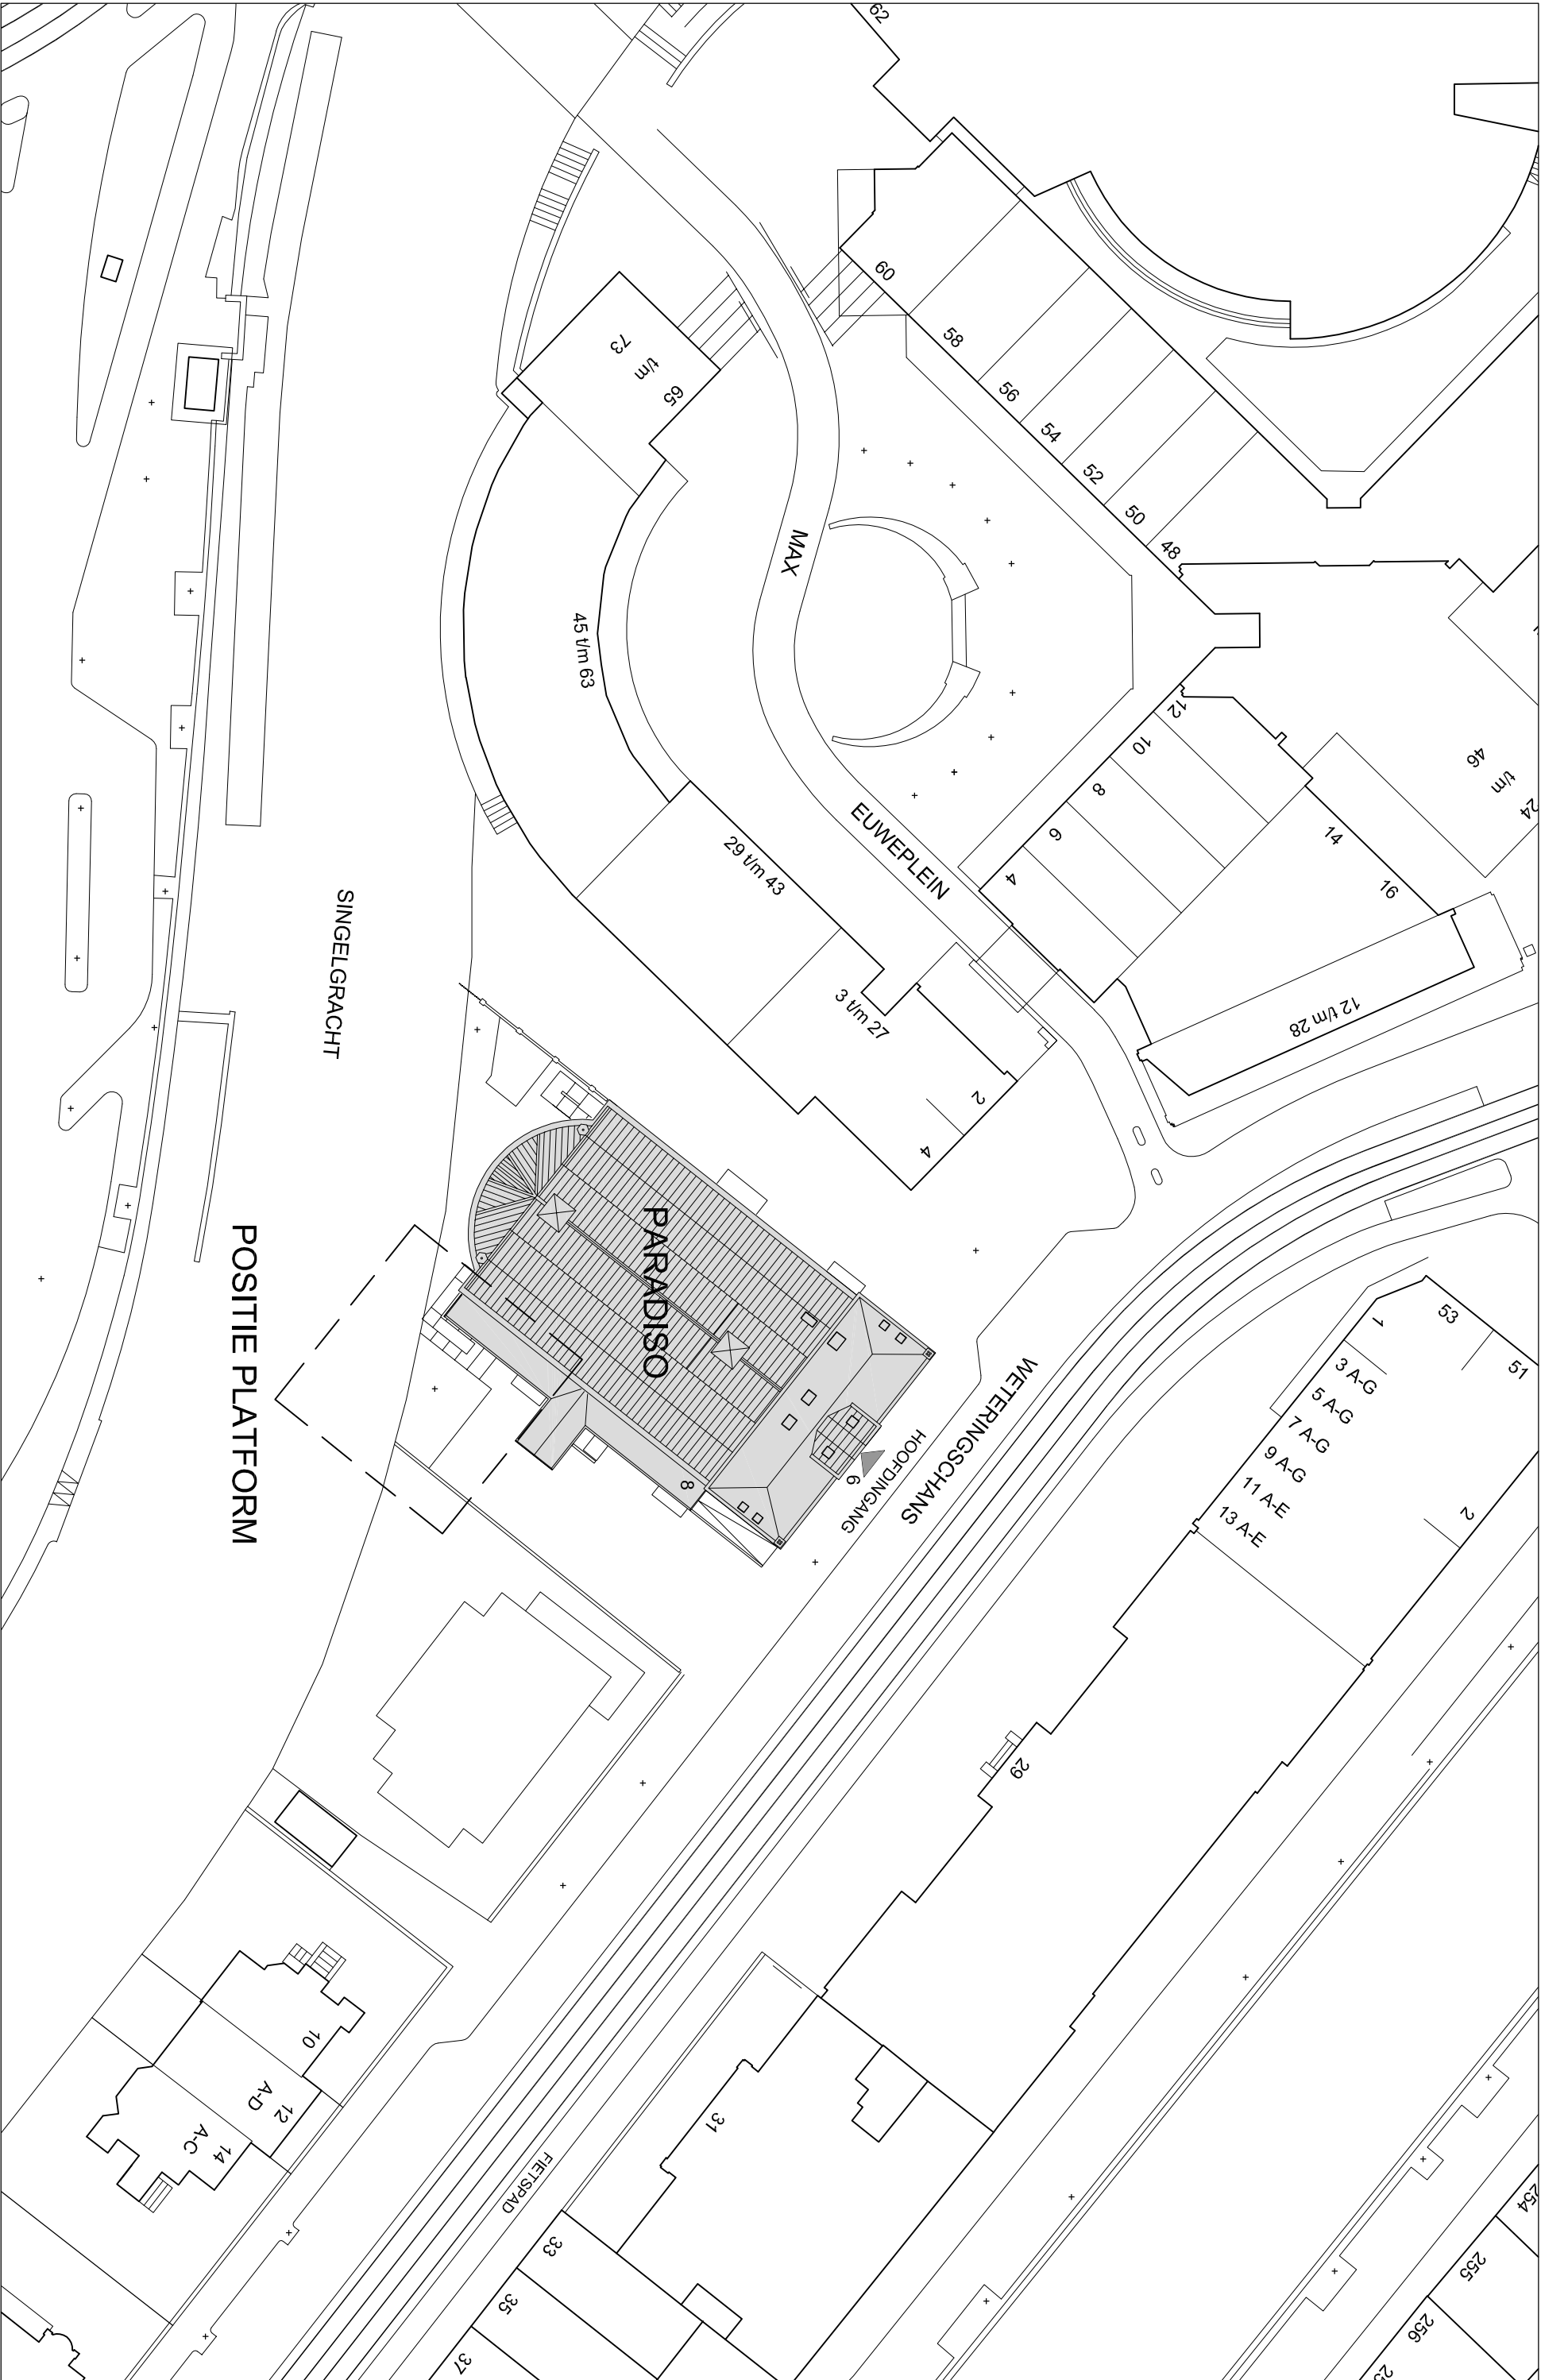 62
60
58
56
54
52
50
48
73
t/m
65
MAX
45 t/m 63
12
10
8
6
4
46
t/m
24
14
16
EUWEPLEIN
29 t/m 43
SINGELGRACHT
3 t/m 27
12 t/m 28
2
4
PARADISO
POSITIE PLATFORM
WETERINGSCHANS
HOOFDINGANG
6
8
53
51
1
3 A-G
5 A-G
7 A-G
9 A-G
11 A-E
13 A-E
2
29
10
12
A-D
14
A-C
31
FIETSPAD
33
35
37
254
255
256